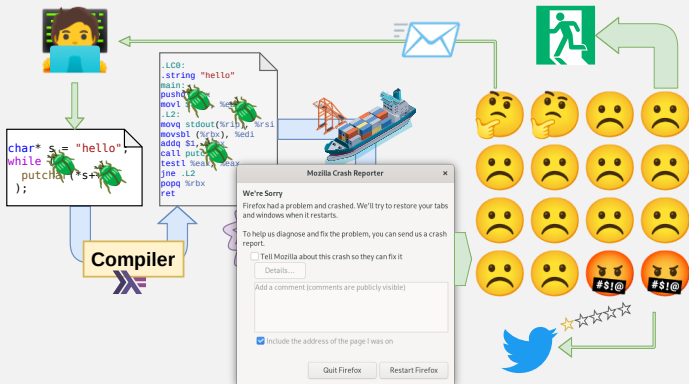 .LC0:
.string "hello"
main:
movl
.L2:
movq stdout(%rip), %rsi
movsbl (%rbx), %edi
addq $1,
call
testl %eax, %eax
jne .L2
popq %rbx
ret
char* s = "hello";
while
(*s+
);
Compiler
Mozilla Crash Reporter
×
We're Sorry
Firefox had a problem and crashed. We'll try to restore your tabs
and windows when it restarts.
To help us diagnose and fix the problem, you can send us a crash
report.
Tell Mozilla about this crash so they can fix it
Details...
Add a comment (comments are publicly visible)
Include the address of the page I was on
Quit Firefox
Restart Firefox
#$!@
#$!@